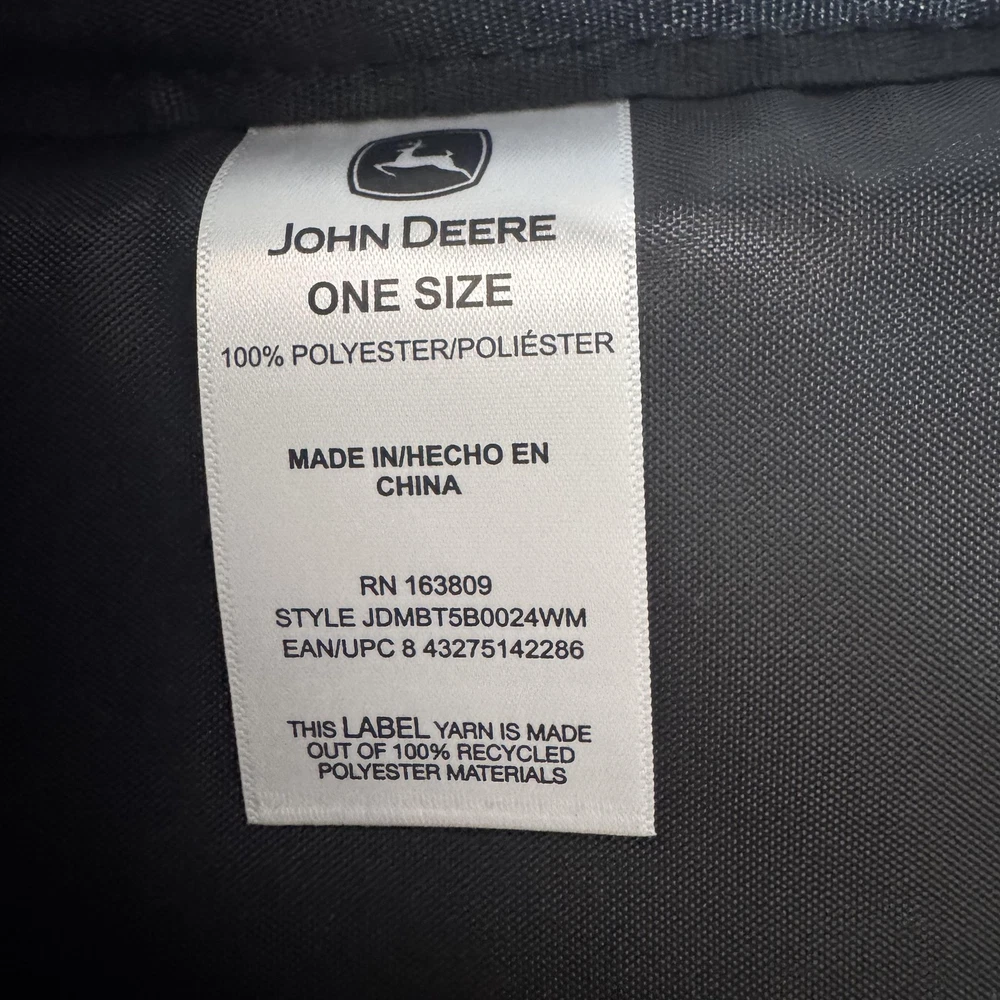 JOHN DEERE
ONE SIZE
100% POLYESTER/POLIÉSTER
MADE IN/HECHO EN
CHINA
RN 163809
STYLE JDMBT5B0024WM
EAN/UPC 8 43275142286
THIS LABEL YARN IS MADE
OUT OF 100% RECYCLED
POLYESTER MATERIALS